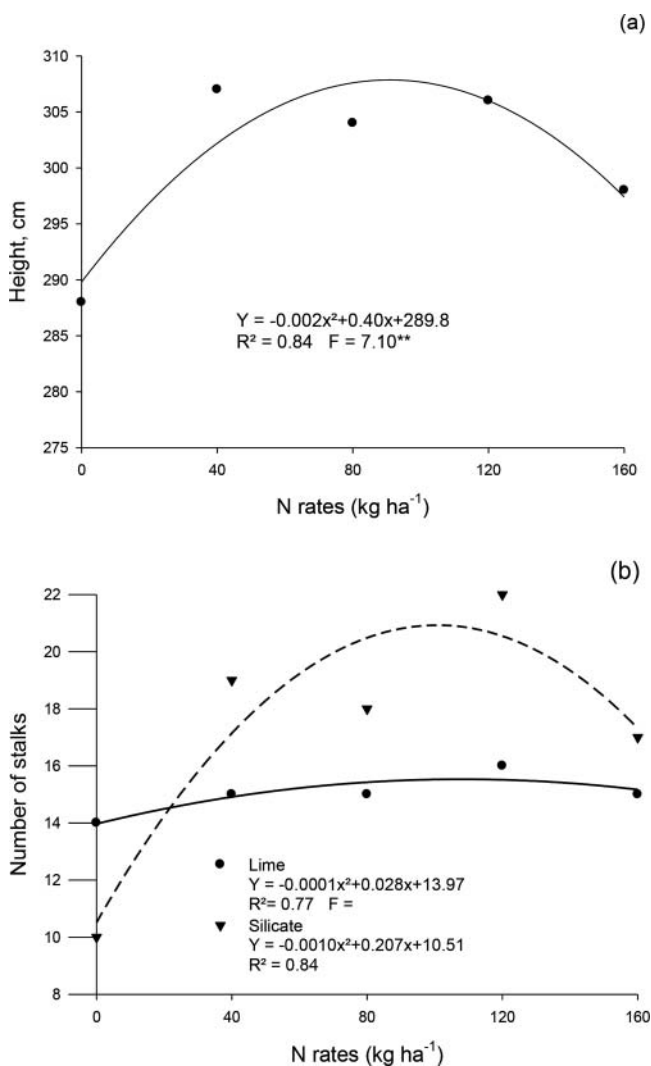 (a)
310
305
300
295
290
285
280
275
Height, cm
Y = -0.002x²+0.40x+289.8
R² = 0.84 F = 7.10**
0 40 80 120 160
N rates (kg ha⁻¹)
(b)
22
20
18
16
14
12
10
8
Number of stalks
Lime
Y = -0.0001x²+0.028x+13.97
R²= 0.77 F =
Silicate
Y = -0.0010x²+0.207x+10.51
R² = 0.84
0 40 80 120 160
N rates (kg ha⁻¹)